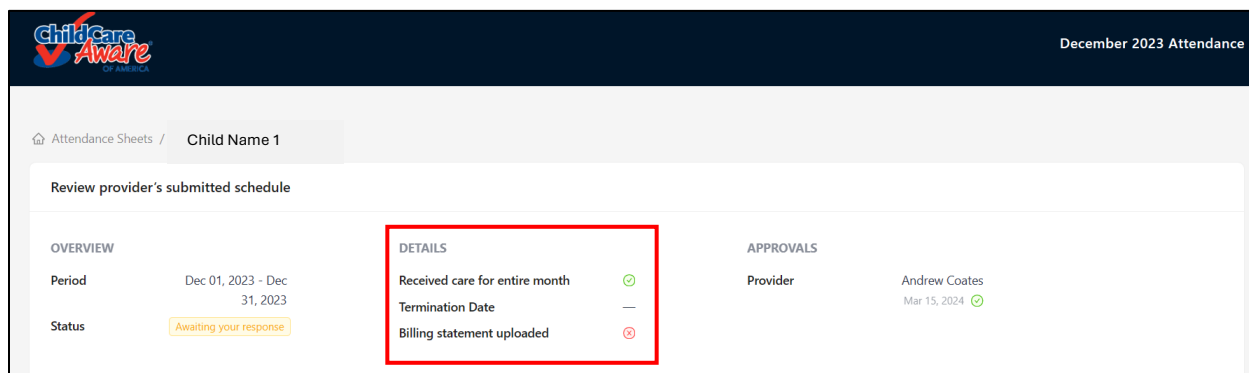 ChildCare
Aware
OF AMERICA
December 2023 Attendance
Attendance Sheets / Child Name 1
Review provider's submitted schedule
OVERVIEW
Period Dec 01, 2023 - Dec
31, 2023
Status Awaiting your response
DETAILS
Received care for entire month
Termination Date —
Billing statement uploaded
APPROVALS
Provider Andrew Coates
Mar 15, 2024